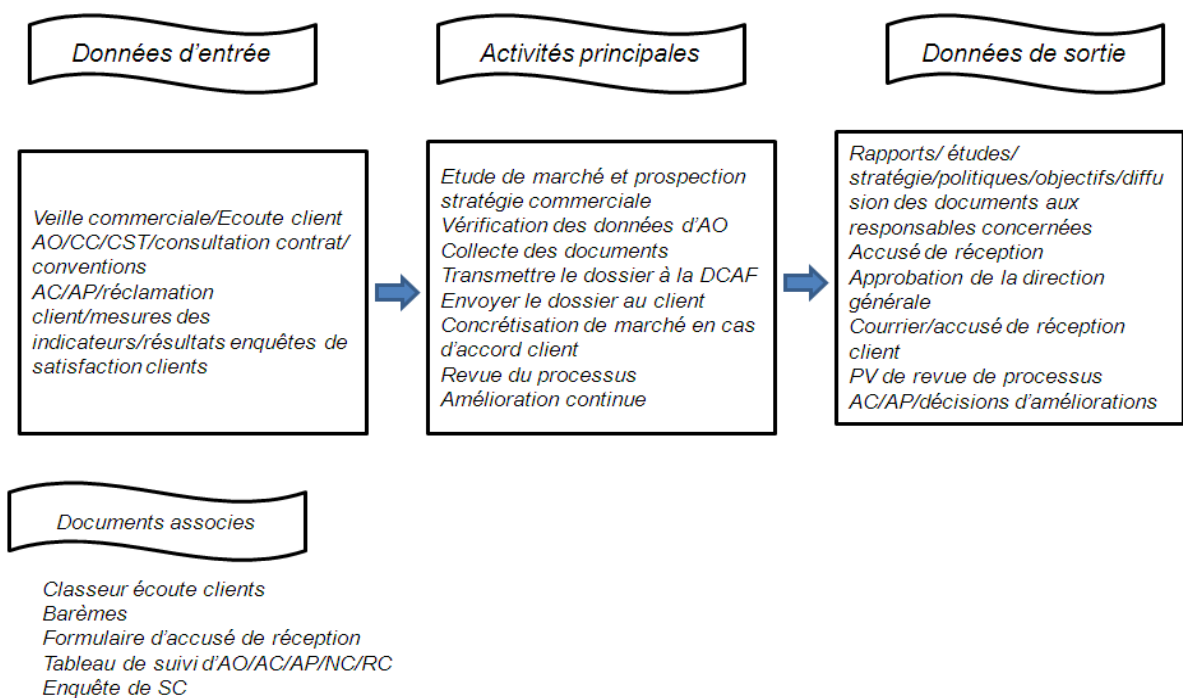 Données d'entrée
Activités principales
Données de sortie
Veille commerciale/Ecoute client
AO/CC/CST/consultation contrat/
conventions
AC/AP/réclamation
client/mesures des
indicateurs/résultats enquêtes de
satisfaction clients
Etude de marché et prospection
stratégie commerciale
Vérification des données d'AO
Collecte des documents
Transmettre le dossier à la DCAF
Envoyer le dossier au client
Concrétisation de marché en cas
d'accord client
Revue du processus
Amélioration continue
Rapports/ études/
stratégie/politiques/objectifs/diffu
sion des documents aux
responsables concernées
Accusé de réception
Approbation de la direction
générale
Courrier/accusé de réception
client
PV de revue de processus
AC/AP/décisions d'améliorations
Documents associes
Classeur écoute clients
Barèmes
Formulaire d'accusé de réception
Tableau de suivi d'AO/AC/AP/NC/RC
Enquête de SC